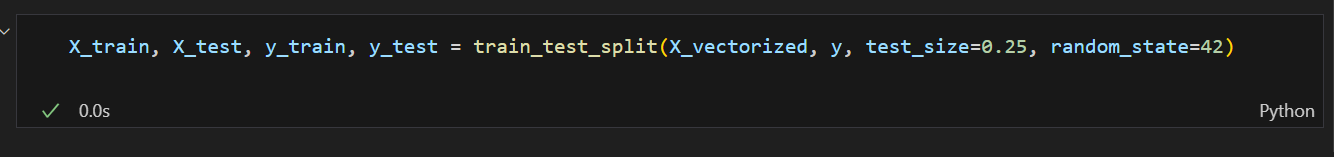 X_train, X_test, y_train, y_test = train_test_split(X_vectorized, y, test_size=0.25, random_state=42)
0.0s
Python